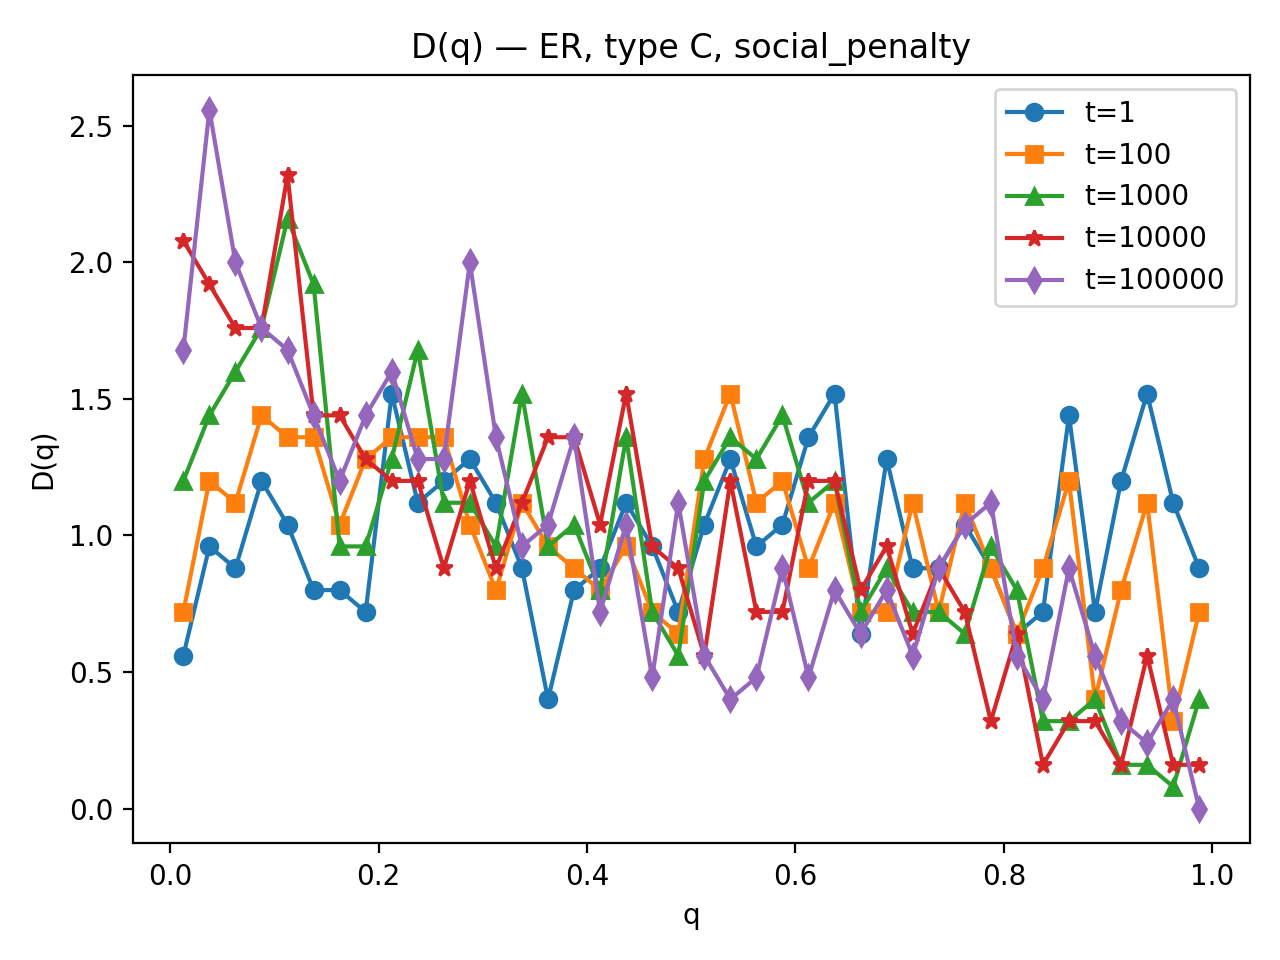 D(q) — ER, type C, social_penalty
t=1
t=100
t=1000
t=10000
t=100000
2.5
2.0
1.5
1.0
0.5
0.0
D(q)
0.0 0.2 0.4 0.6 0.8 1.0
q